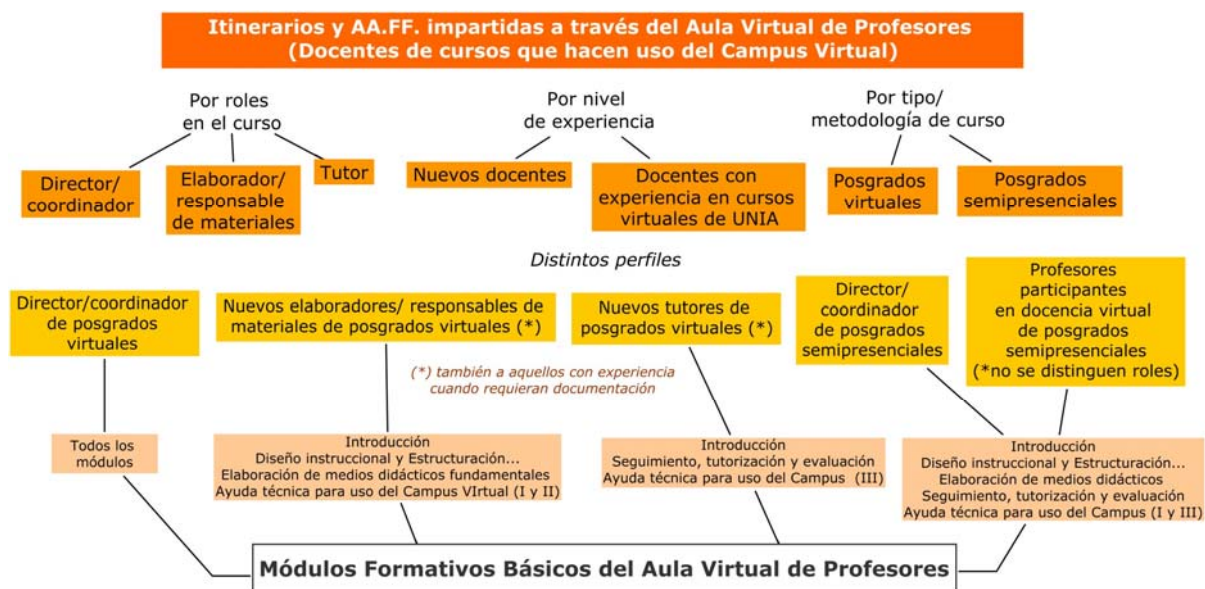 Itinerarios y AA.FF. impartidas a través del Aula Virtual de Profesores
(Docentes de cursos que hacen uso del Campus Virtual)
Por roles
en el curso
Por nivel
de experiencia
Por tipo/
metodología de curso
Director/
coordinador
Elaborador/
responsable
de materiales
Tutor
Nuevos docentes
Docentes con
experiencia en cursos
virtuales de UNIA
Posgrados
virtuales
Posgrados
semipresenciales
Distintos perfiles
Director/coordinador
de posgrados
virtuales
Nuevos elaboradores/ responsables de
materiales de posgrados virtuales (*)
Nuevos tutores de
posgrados virtuales (*)
Director/
coordinador
de posgrados
semipresenciales
Profesores
participantes
en docencia virtual
de posgrados
semipresenciales
(*no se distinguen roles)
(*) también a aquellos con experiencia
cuando requieran documentación
Todos los
módulos
Introducción
Diseño instruccional y Estructuración...
Elaboración de medios didácticos fundamentales
Ayuda técnica para uso del Campus VIrtual (I y II)
Introducción
Seguimiento, tutorización y evaluación
Ayuda técnica para uso del Campus (III)
Introducción
Diseño instruccional y Estructuración...
Elaboración de medios didácticos
Seguimiento, tutorización y evaluación
Ayuda técnica para uso del Campus (I y III)
Módulos Formativos Básicos del Aula Virtual de Profesores